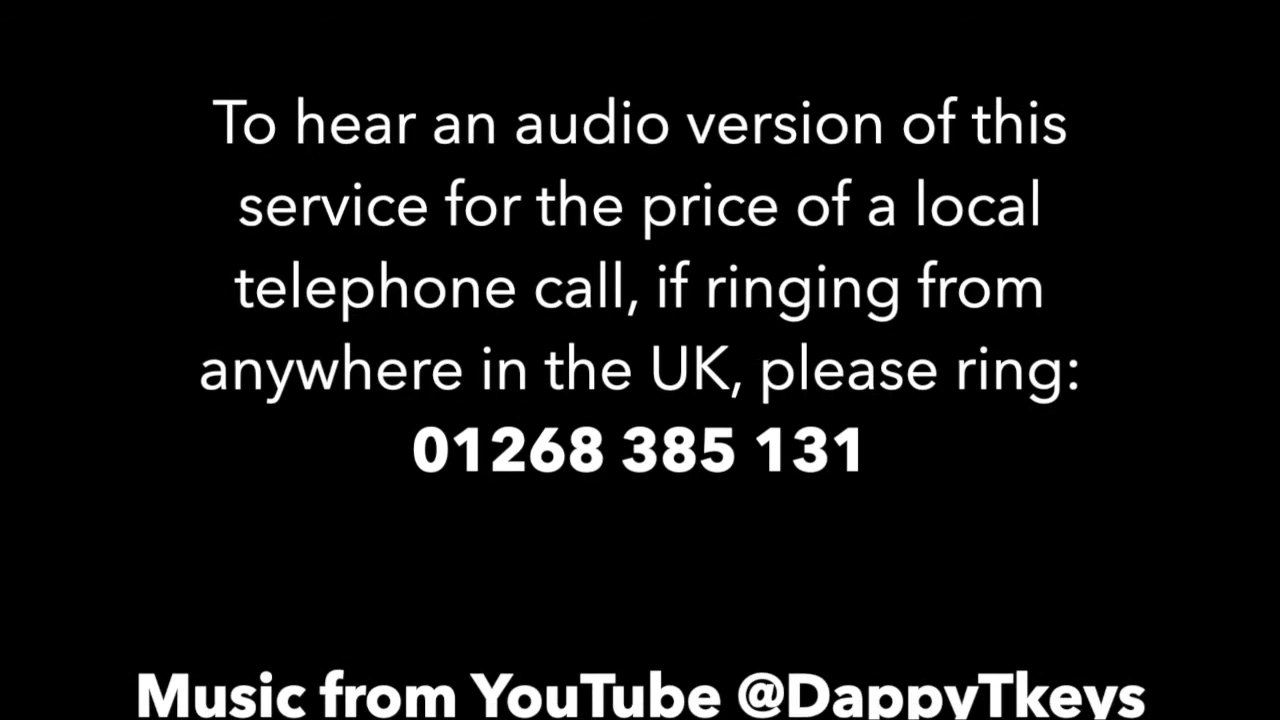 To hear an audio version of this
service for the price of a local
telephone call, if ringing from
anywhere in the UK, please ring:
01268 385 131
Music from YouTube @DappyTkeys